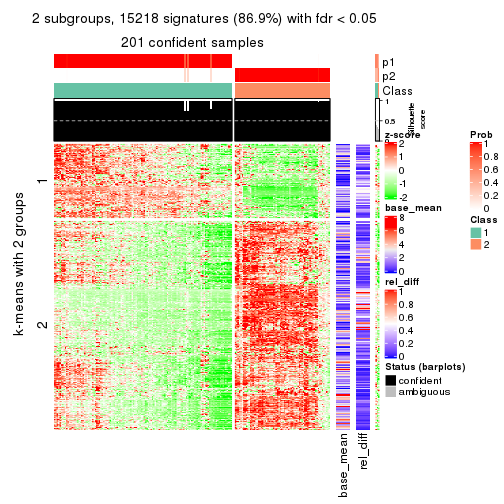 2 subgroups, 15218 signatures (86.9%) with fdr < 0.05
201 confident samples
p1
p2
Class
1
0.5
0
Silhouette
score
k-means with 2 groups
1
2
z-score
2
1
0
-1
-2
base_mean
8
6
4
2
0
rel_diff
1
0.8
0.6
0.4
0.2
0
Status (barplots)
confident
ambiguous
Prob
1
0.8
0.6
0.4
0.2
0
Class
1
2
base_mean
rel_diff